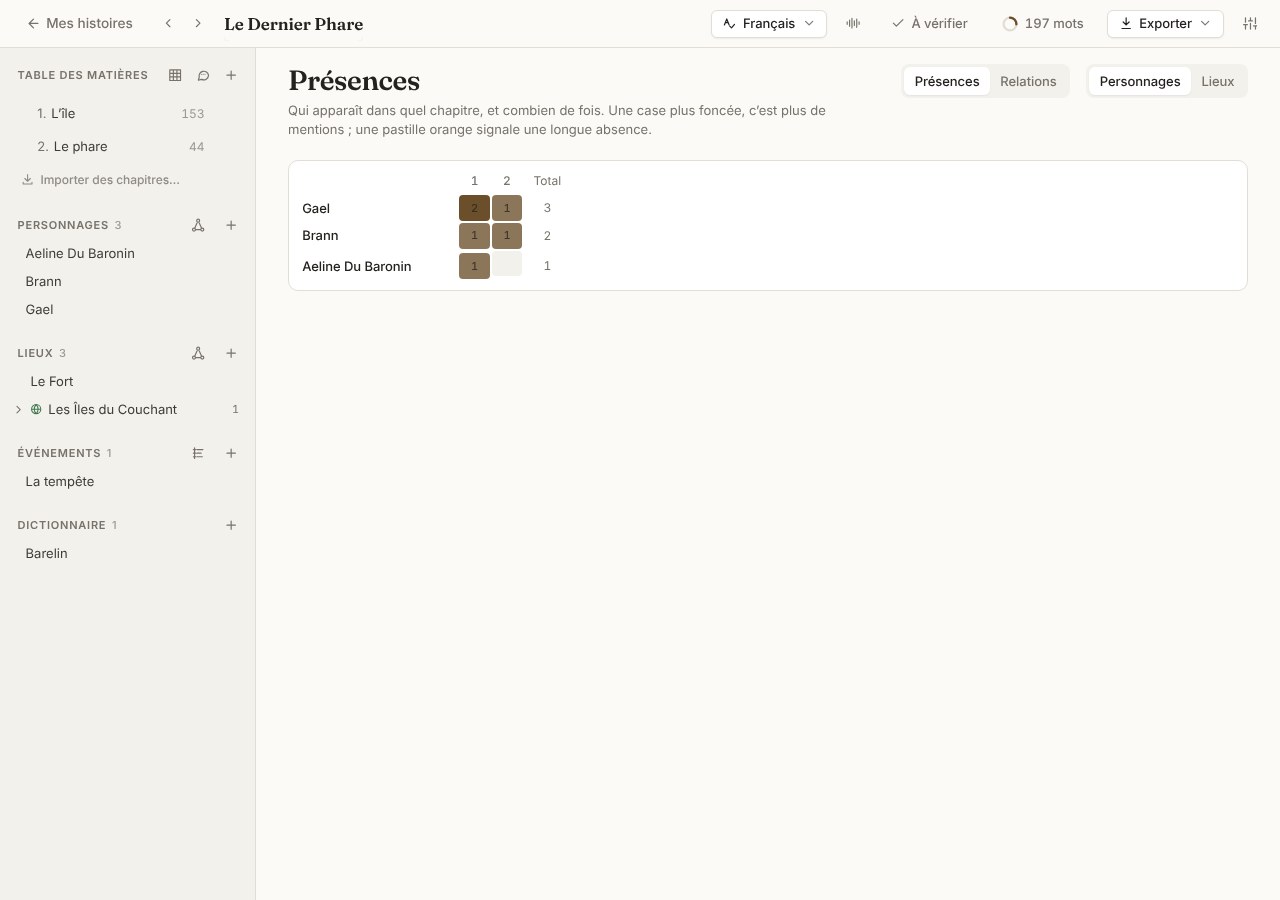 Mes histoires
Le Dernier Phare
Français
À vérifier
197 mots
Exporter
TABLE DES MATIÈRES
1. L’île 153
2. Le phare 44
Importer des chapitres…
PERSONNAGES 3
Aeline Du Baronin
Brann
Gael
LIEUX 3
Le Fort
Les Îles du Couchant 1
ÉVÉNEMENTS 1
La tempête
DICTIONNAIRE 1
Barelin
Présences
Présences Relations
Personnages Lieux
Qui apparaît dans quel chapitre, et combien de fois. Une case plus foncée, c’est plus de
mentions ; une pastille orange signale une longue absence.
1 2 Total
Gael 2 1 3
Brann 1 1 2
Aeline Du Baronin 1 1